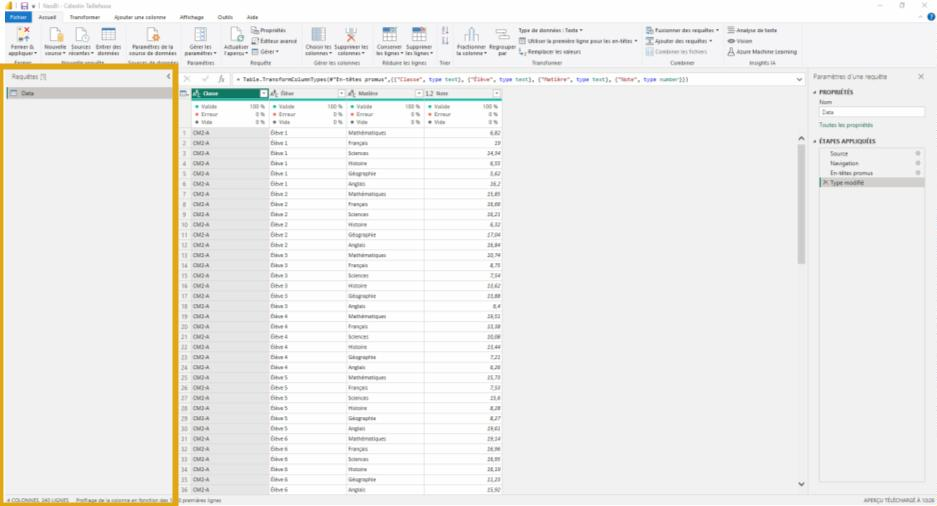 NeoBI - Celestin Taillefosse
Fichier Accueil Transformer Ajouter une colonne Affichage Outils Aide
Fermer & appliquer Nouvelle source Sources récentes Entrer des données Paramètres de la source de données Gérer les paramètres Actualiser l'aperçu Propriétés Éditeur avancé Gérer Choisir les colonnes Supprimer les colonnes Conserver les lignes Supprimer les lignes Fractionner la colonne Regrouper par
Type de données : Texte Utiliser la première ligne pour les en-têtes Remplacer les valeurs Fusionner des requêtes Ajouter des requêtes Combiner les fichiers Analyse de texte Vision Azure Machine Learning
Fermer Nouvelle requête Sources de données Paramètres Requête Gérer les colonnes Réduire les lignes Trier Transformer Combiner Insights IA
Requêtes [1]
Data
= Table.TransformColumnTypes(#"En-têtes promus",{{"Classe", type text}, {"Élève", type text}, {"Matière", type text}, {"Note", type number}})
Classe Élève Matière 1.2 Note
Valide 100 % Valide 100 % Valide 100 % Valide 100 %
Erreur 0 % Erreur 0 % Erreur 0 % Erreur 0 %
Vide 0 % Vide 0 % Vide 0 % Vide 0 %
1 CM2-A Élève 1 Mathématiques 6,82
2 CM2-A Élève 1 Français 19
3 CM2-A Élève 1 Sciences 14,94
4 CM2-A Élève 1 Histoire 6,55
5 CM2-A Élève 1 Géographie 5,62
6 CM2-A Élève 1 Anglais 16,2
7 CM2-A Élève 2 Mathématiques 15,85
8 CM2-A Élève 2 Français 18,66
9 CM2-A Élève 2 Sciences 16,21
10 CM2-A Élève 2 Histoire 6,32
11 CM2-A Élève 2 Géographie 17,04
12 CM2-A Élève 2 Anglais 16,84
13 CM2-A Élève 3 Mathématiques 10,74
14 CM2-A Élève 3 Français 8,75
15 CM2-A Élève 3 Sciences 7,54
16 CM2-A Élève 3 Histoire 13,62
17 CM2-A Élève 3 Géographie 13,88
18 CM2-A Élève 3 Anglais 9,4
19 CM2-A Élève 4 Mathématiques 19,51
20 CM2-A Élève 4 Français 13,38
21 CM2-A Élève 4 Sciences 10,08
22 CM2-A Élève 4 Histoire 13,44
23 CM2-A Élève 4 Géographie 7,21
24 CM2-A Élève 4 Anglais 6,26
25 CM2-A Élève 5 Mathématiques 15,73
26 CM2-A Élève 5 Français 7,53
27 CM2-A Élève 5 Sciences 15,6
28 CM2-A Élève 5 Histoire 8,28
29 CM2-A Élève 5 Géographie 8,27
30 CM2-A Élève 5 Anglais 19,61
31 CM2-A Élève 6 Mathématiques 19,14
32 CM2-A Élève 6 Français 16,96
33 CM2-A Élève 6 Sciences 16,95
34 CM2-A Élève 6 Histoire 16,19
35 CM2-A Élève 6 Géographie 11,23
36 CM2-A Élève 6 Anglais 15,92
Paramètres d'une requête
PROPRIÉTÉS
Nom
Data
Toutes les propriétés
ÉTAPES APPLIQUÉES
Source
Navigation
En-têtes promus
Type modifié
4 COLONNES, 240 LIGNES Profilage de la colonne en fonction des premières lignes
APERÇU TÉLÉCHARGÉ À 10:26